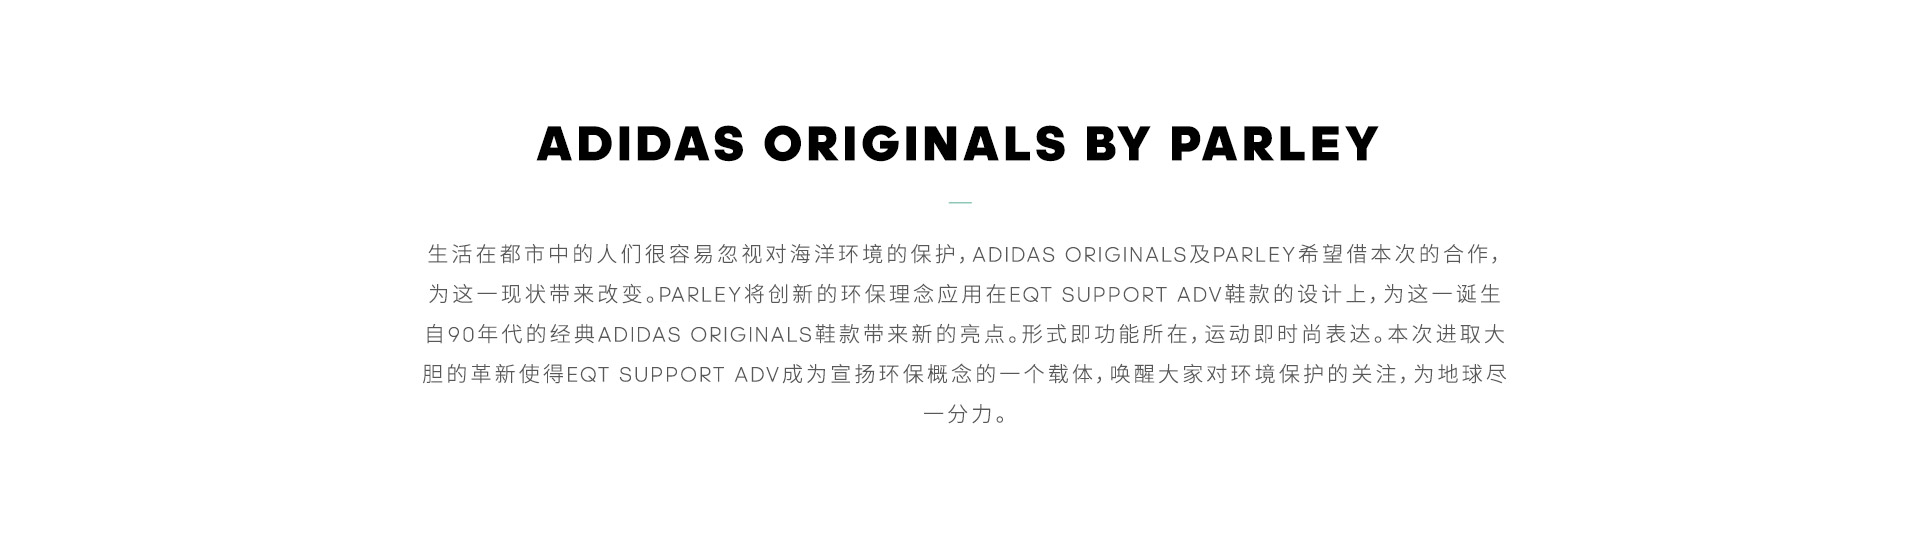 ADIDAS ORIGINALS BY PARLEY
生活在都市中的人们很容易忽视对海洋环境的保护，ADIDAS ORIGINALS及PARLEY希望借本次的合作，
为这一现状带来改变。PARLEY将创新的环保理念应用在EQT SUPPORT ADV鞋款的设计上，为这一诞生
自90年代的经典ADIDAS ORIGINALS鞋款带来新的亮点。形式即功能所在，运动即时尚表达。本次进取大
胆的革新使得EQT SUPPORT ADV成为宣扬环保概念的一个载体，唤醒大家对环境保护的关注，为地球尽
一分力。